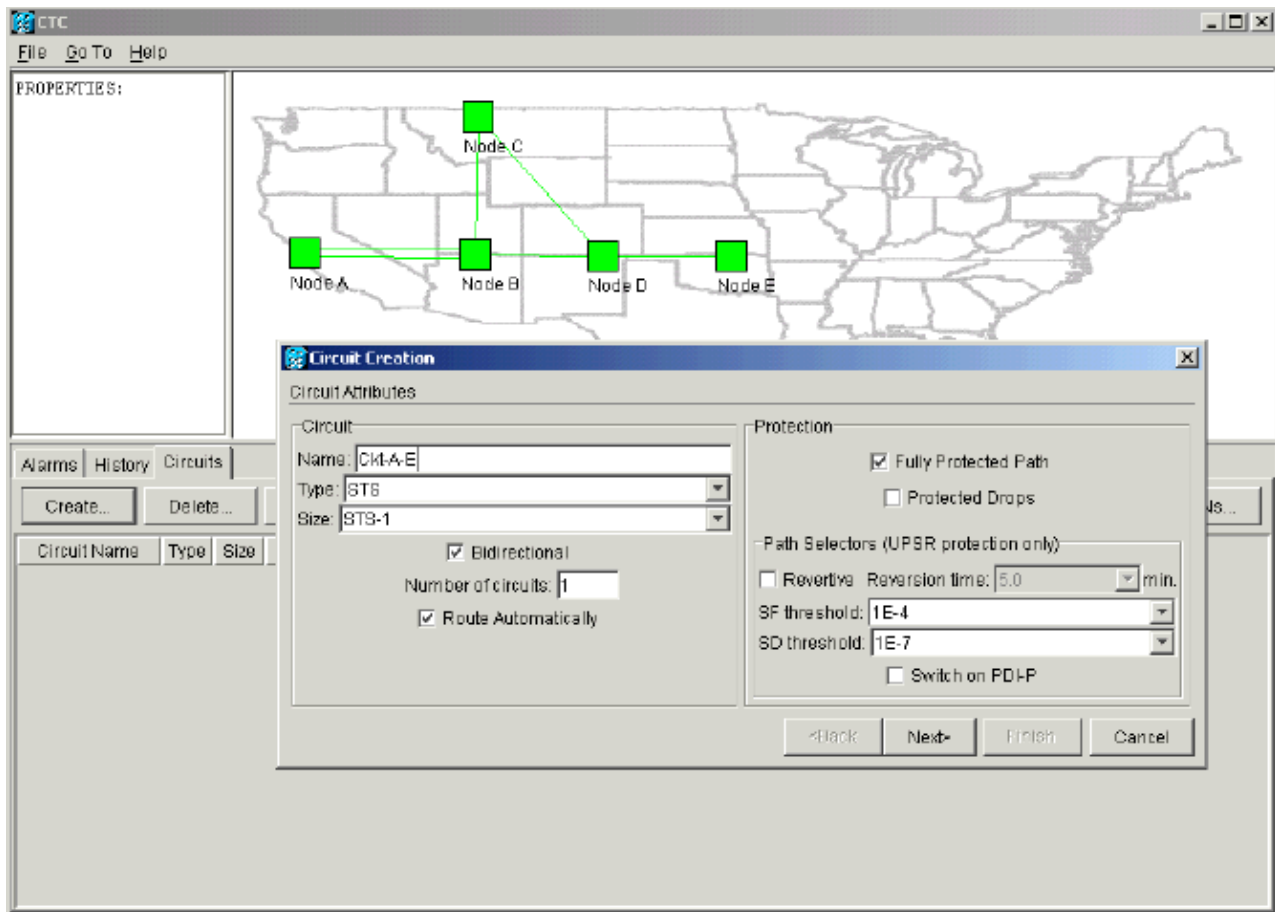 CTC
File Go To Help
PROPERTIES:
Node C
Node A
Node B
Node D
Node E
Circuit Creation
Circuit Attributes
Circuit
Name: Ckt-A-E
Type: STS
Size: STS-1
Bidirectional
Number of circuits: 1
Route Automatically
Protection
Fully Protected Path
Protected Drops
Path Selectors (UPSR protection only)
Revertive Reversion time: 5.0 min.
SF threshold: 1E-4
SD threshold: 1E-7
Switch on PDI-P
<Back Next> Finish Cancel
Alarms History Circuits
Create... Delete...
Circuit Name Type Size